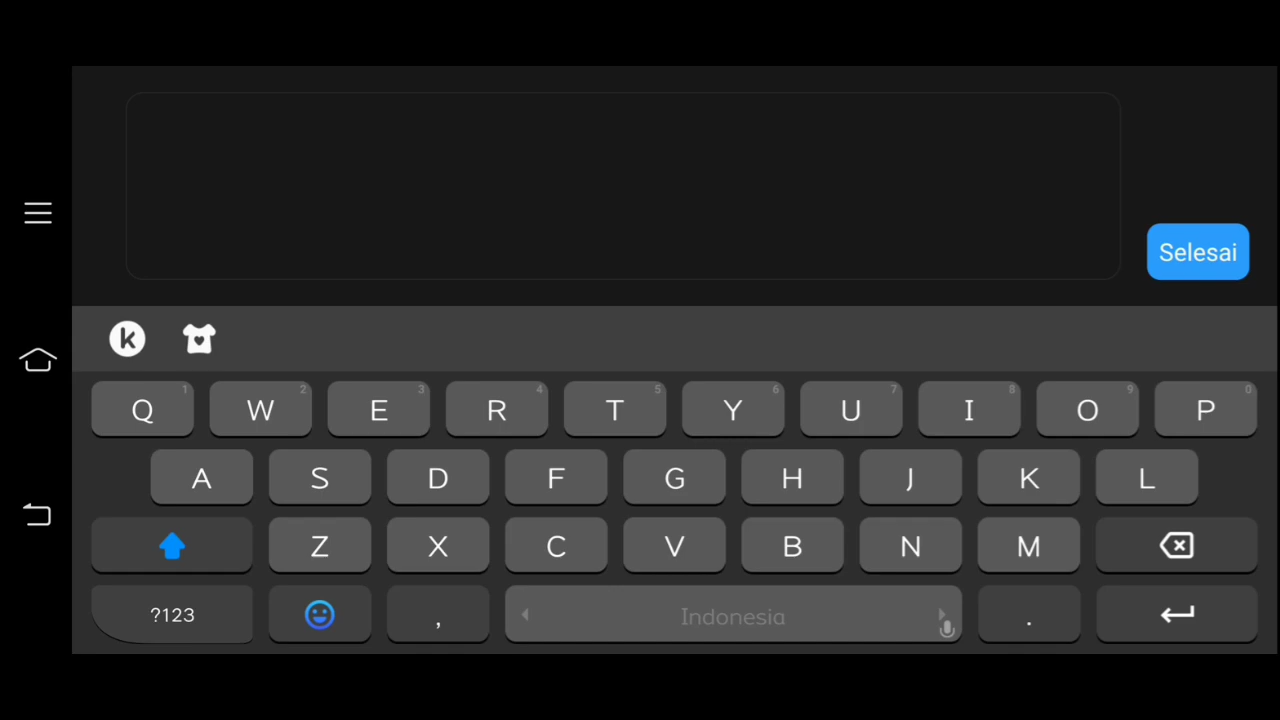 Selesai
k
1 2 3 4 5 6 7 8 9 0
Q W E R T Y U I O P
A S D F G H J K L
Z X C V B N M
?123 , Indonesia .